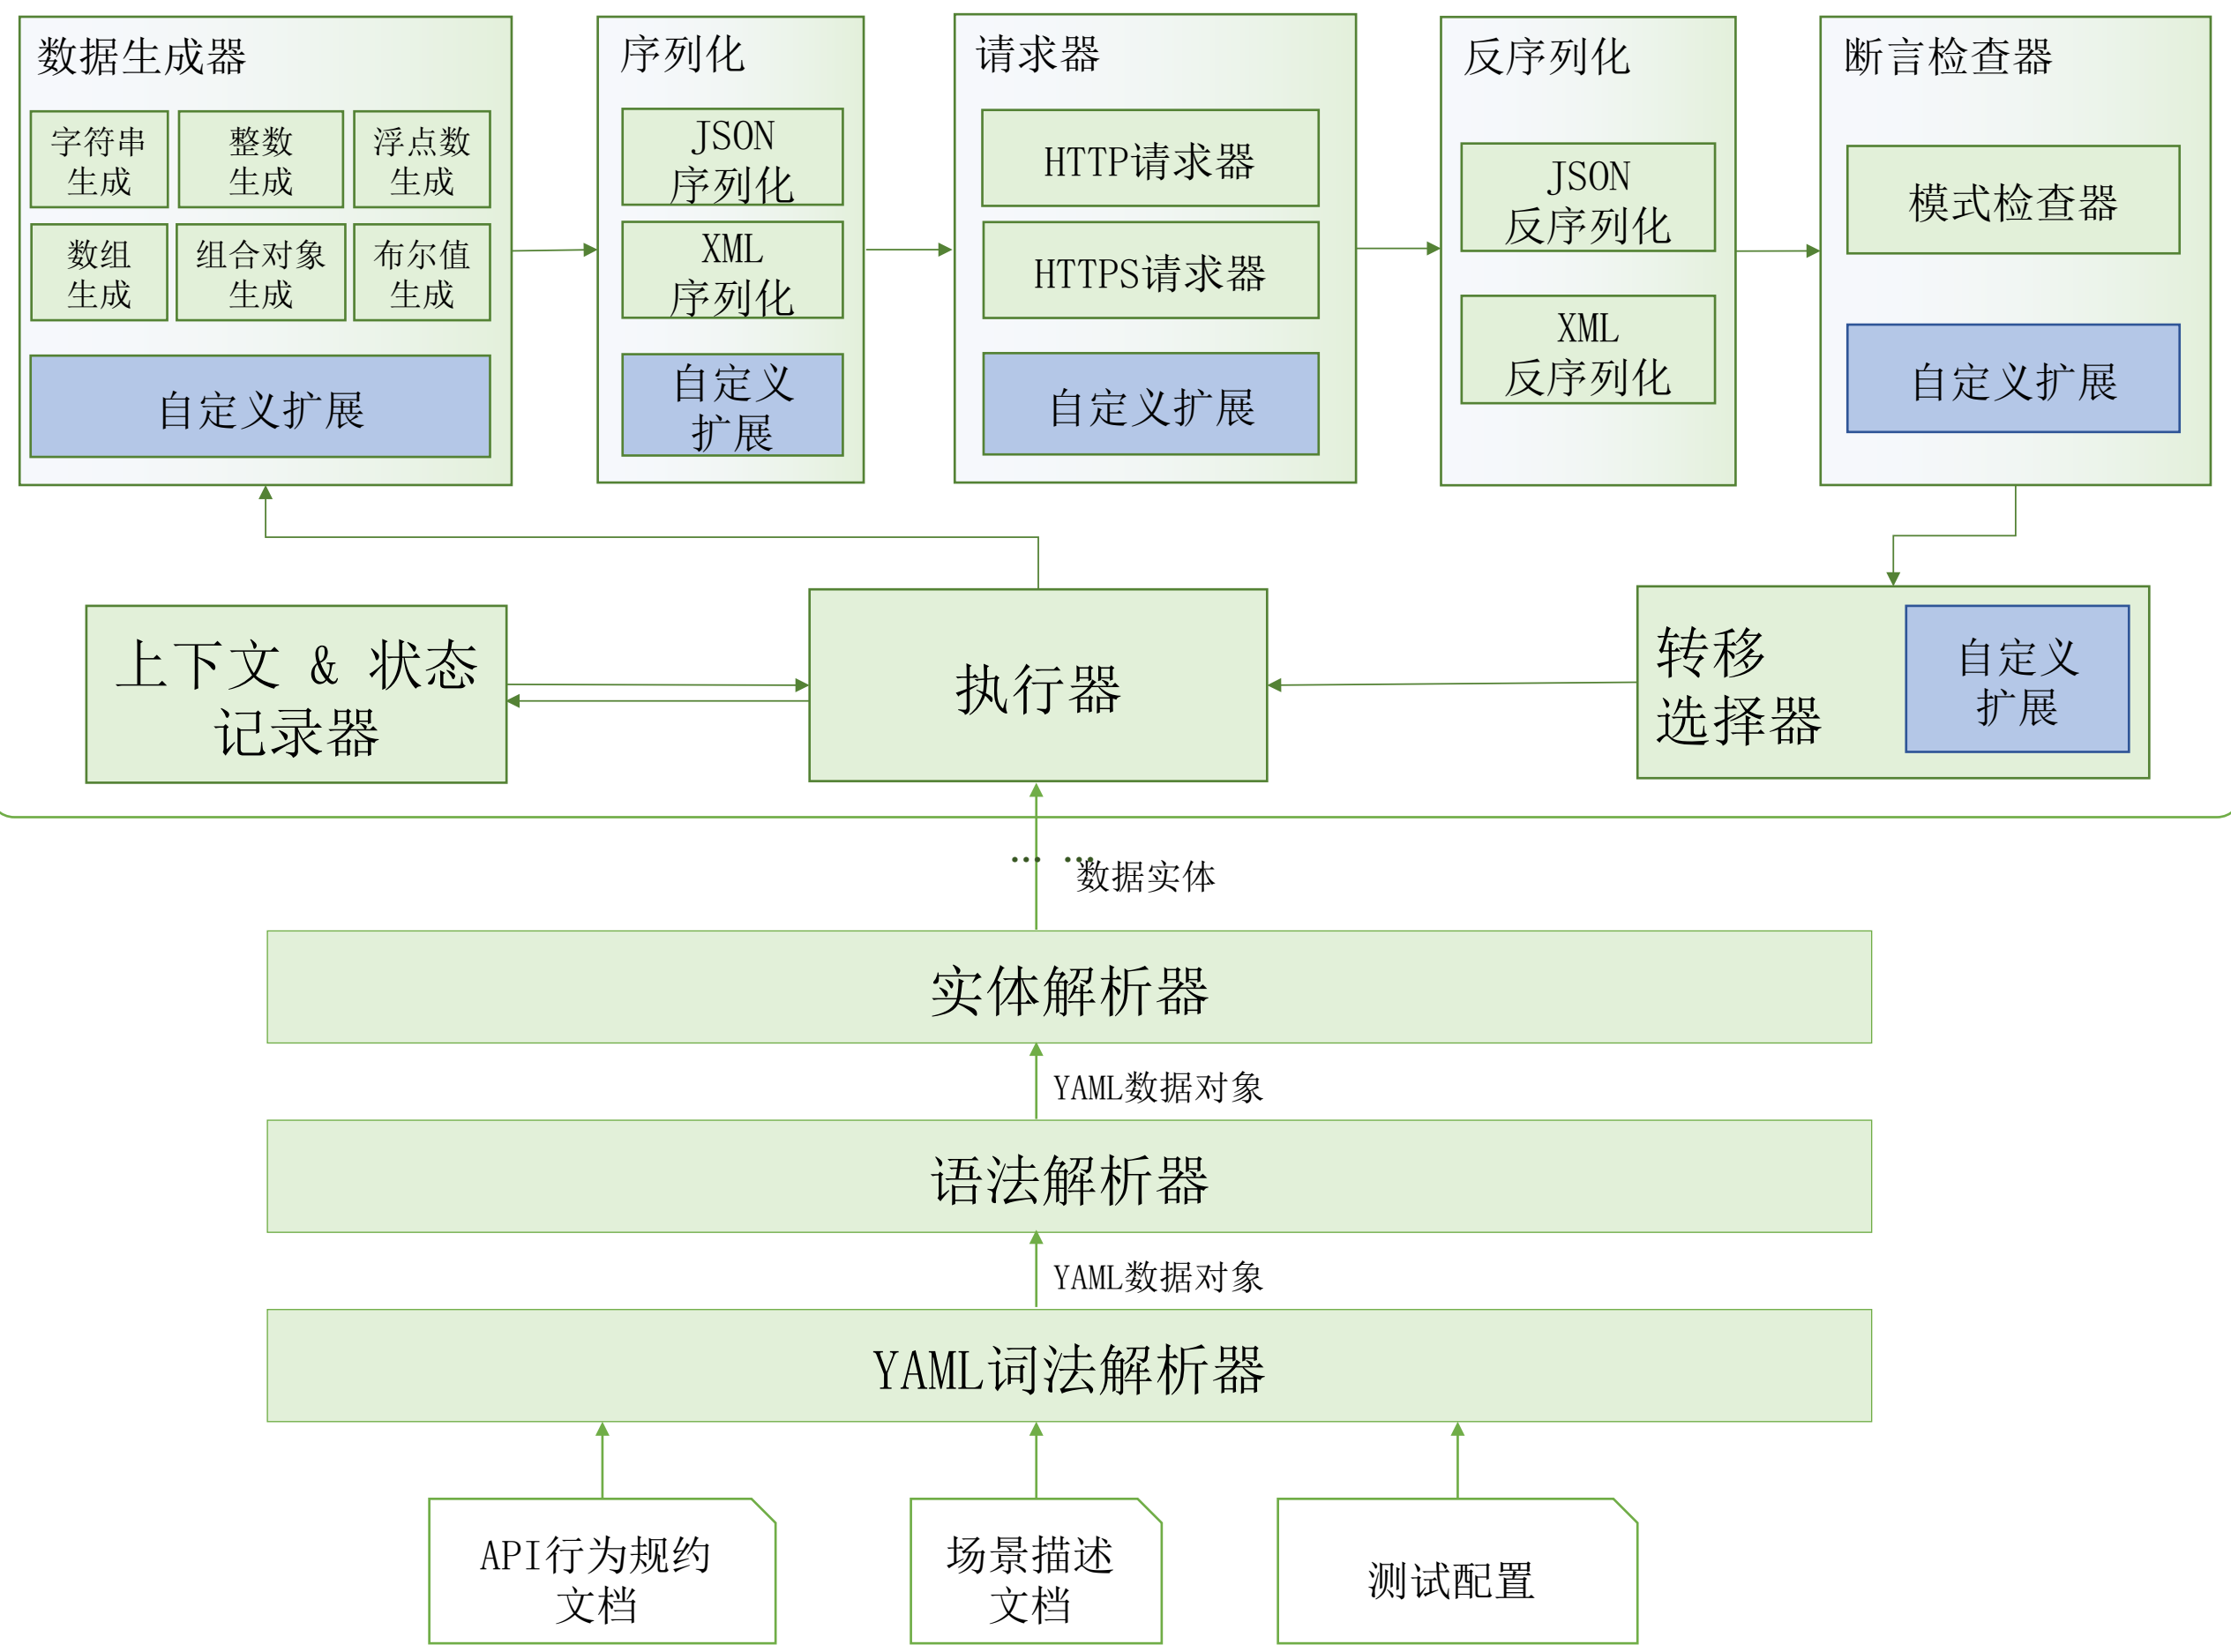 数据生成器
字符串
生成
整数
生成
浮点数
生成
数组
生成
组合对象
生成
布尔值
生成
自定义扩展
序列化
JSON
序列化
XML
序列化
自定义
扩展
请求器
HTTP请求器
HTTPS请求器
自定义扩展
反序列化
JSON
反序列化
XML
反序列化
断言检查器
模式检查器
自定义扩展
上下文 & 状态
记录器
执行器
转移
选择器
自定义
扩展
… …
数据实体
实体解析器
YAML数据对象
语法解析器
YAML数据对象
YAML词法解析器
API行为规约
文档
场景描述
文档
测试配置